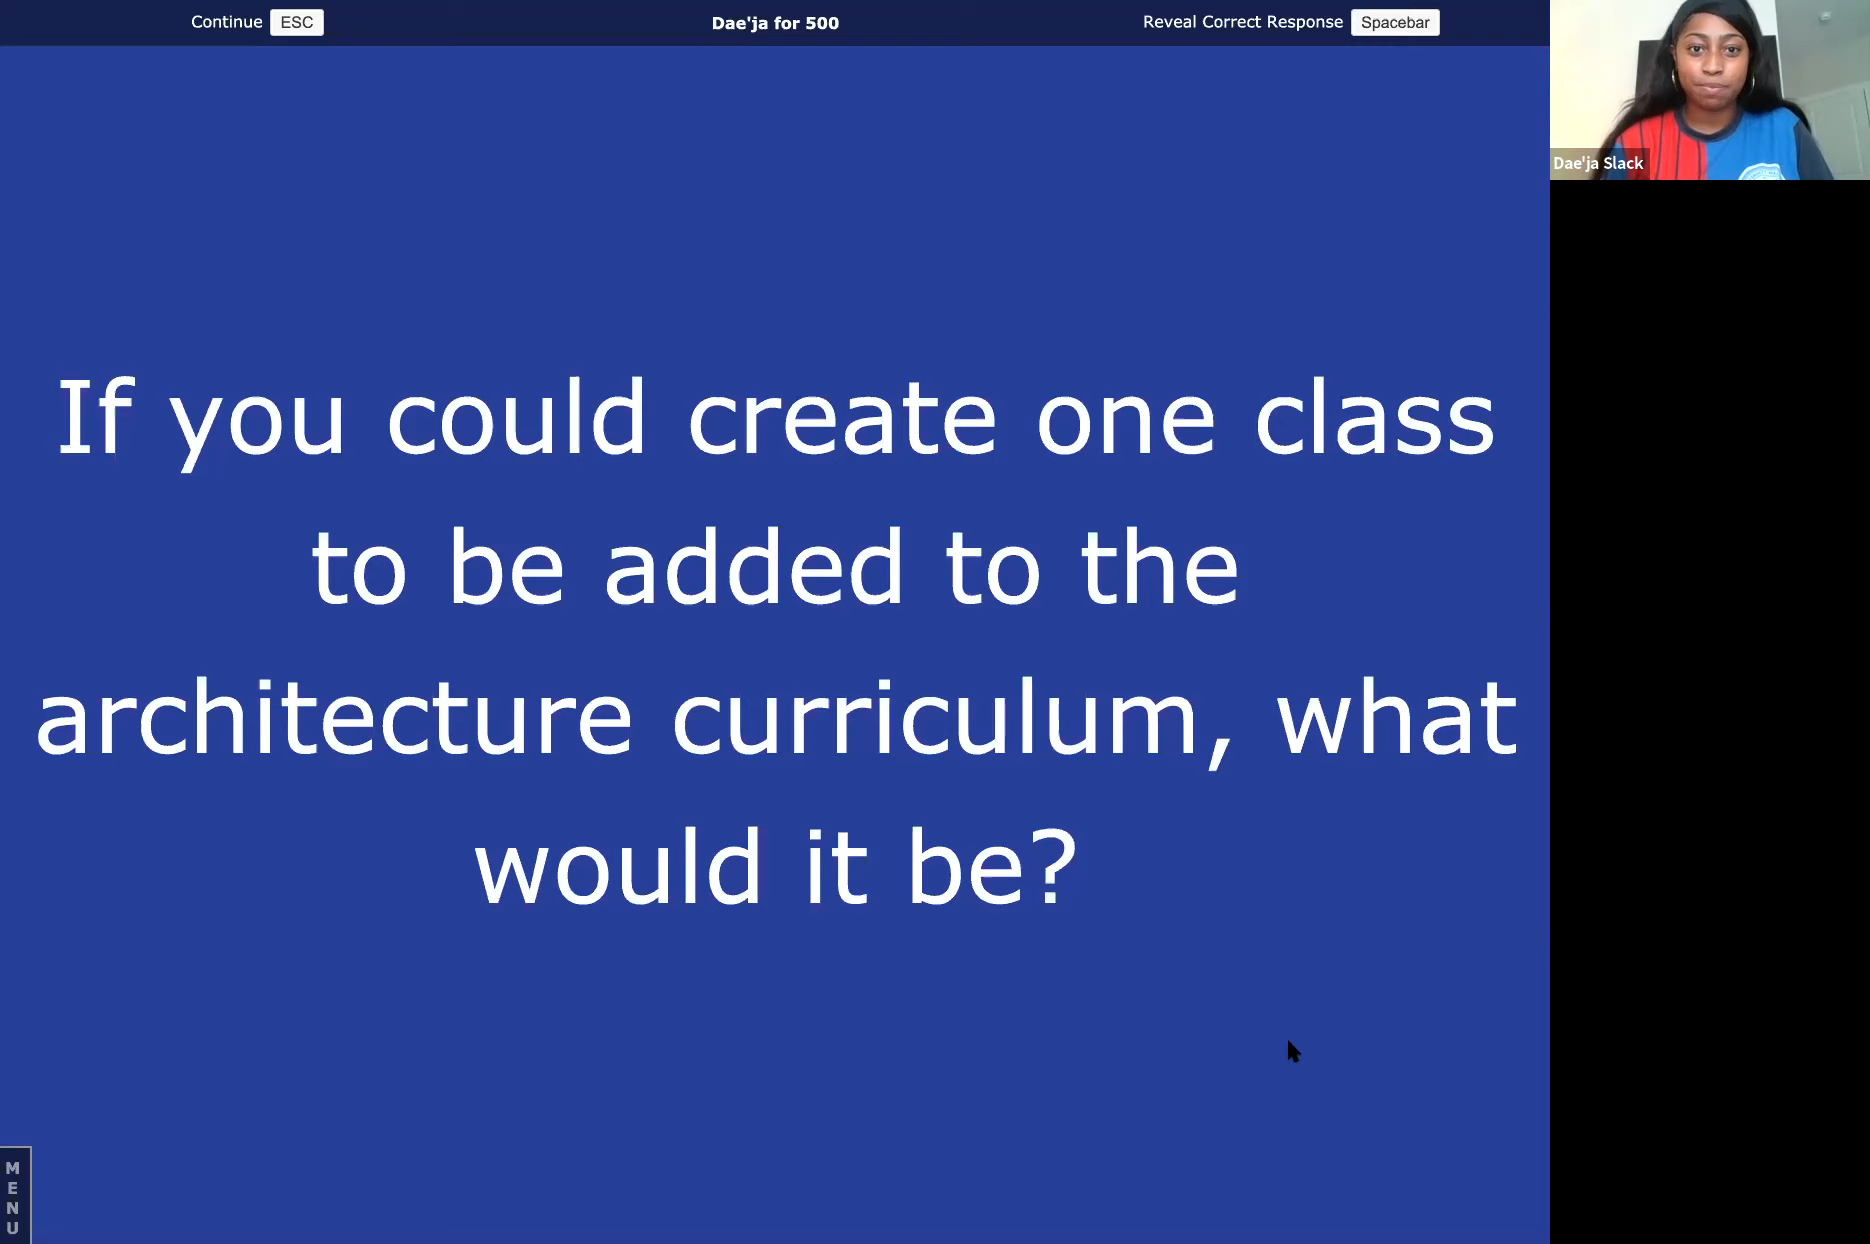 Continue ESC
Dae'ja for 500
Reveal Correct Response Spacebar
If you could create one class
to be added to the
architecture curriculum, what
would it be?
Dae'ja Slack
MENU